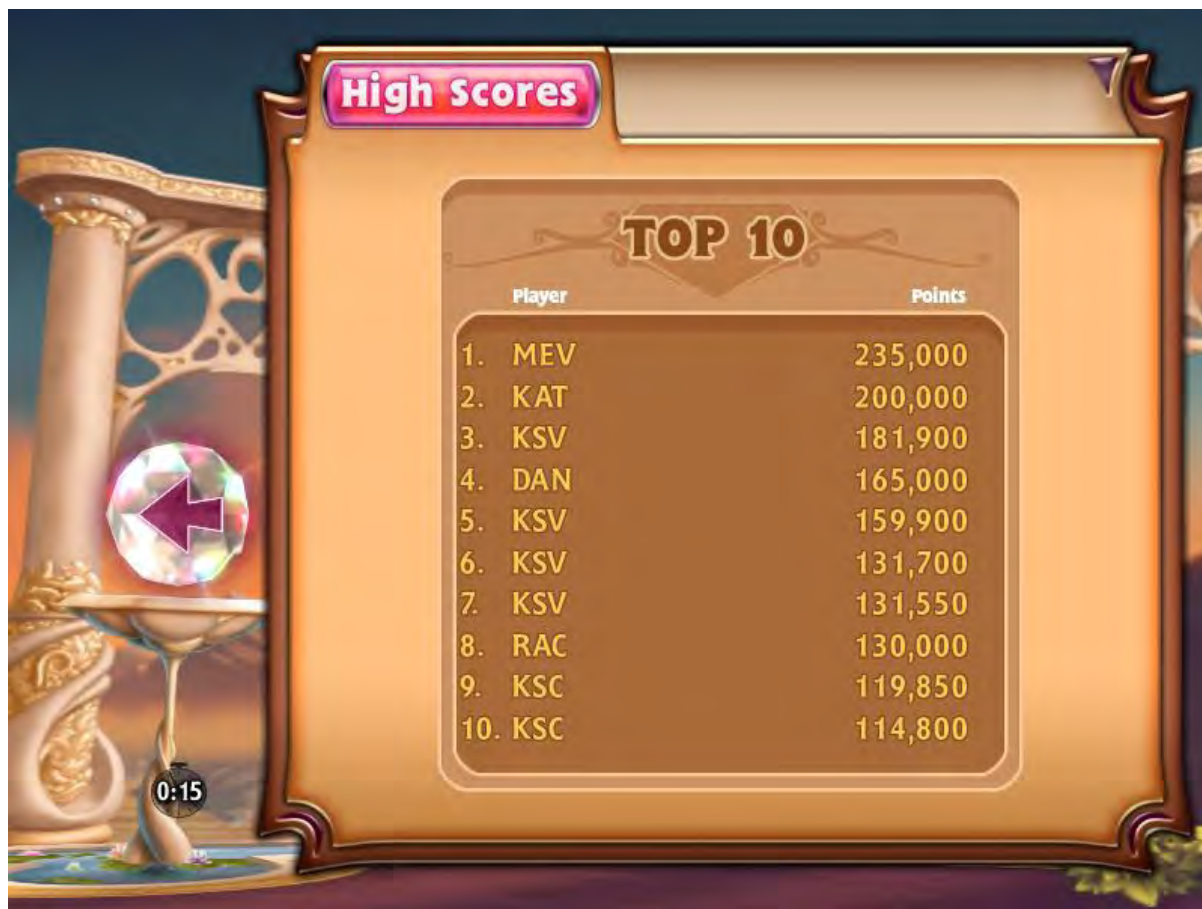 High Scores
TOP 10
Player Points
1. MEV 235,000
2. KAT 200,000
3. KSV 181,900
4. DAN 165,000
5. KSV 159,900
6. KSV 131,700
7. KSV 131,550
8. RAC 130,000
9. KSC 119,850
10. KSC 114,800
0:15